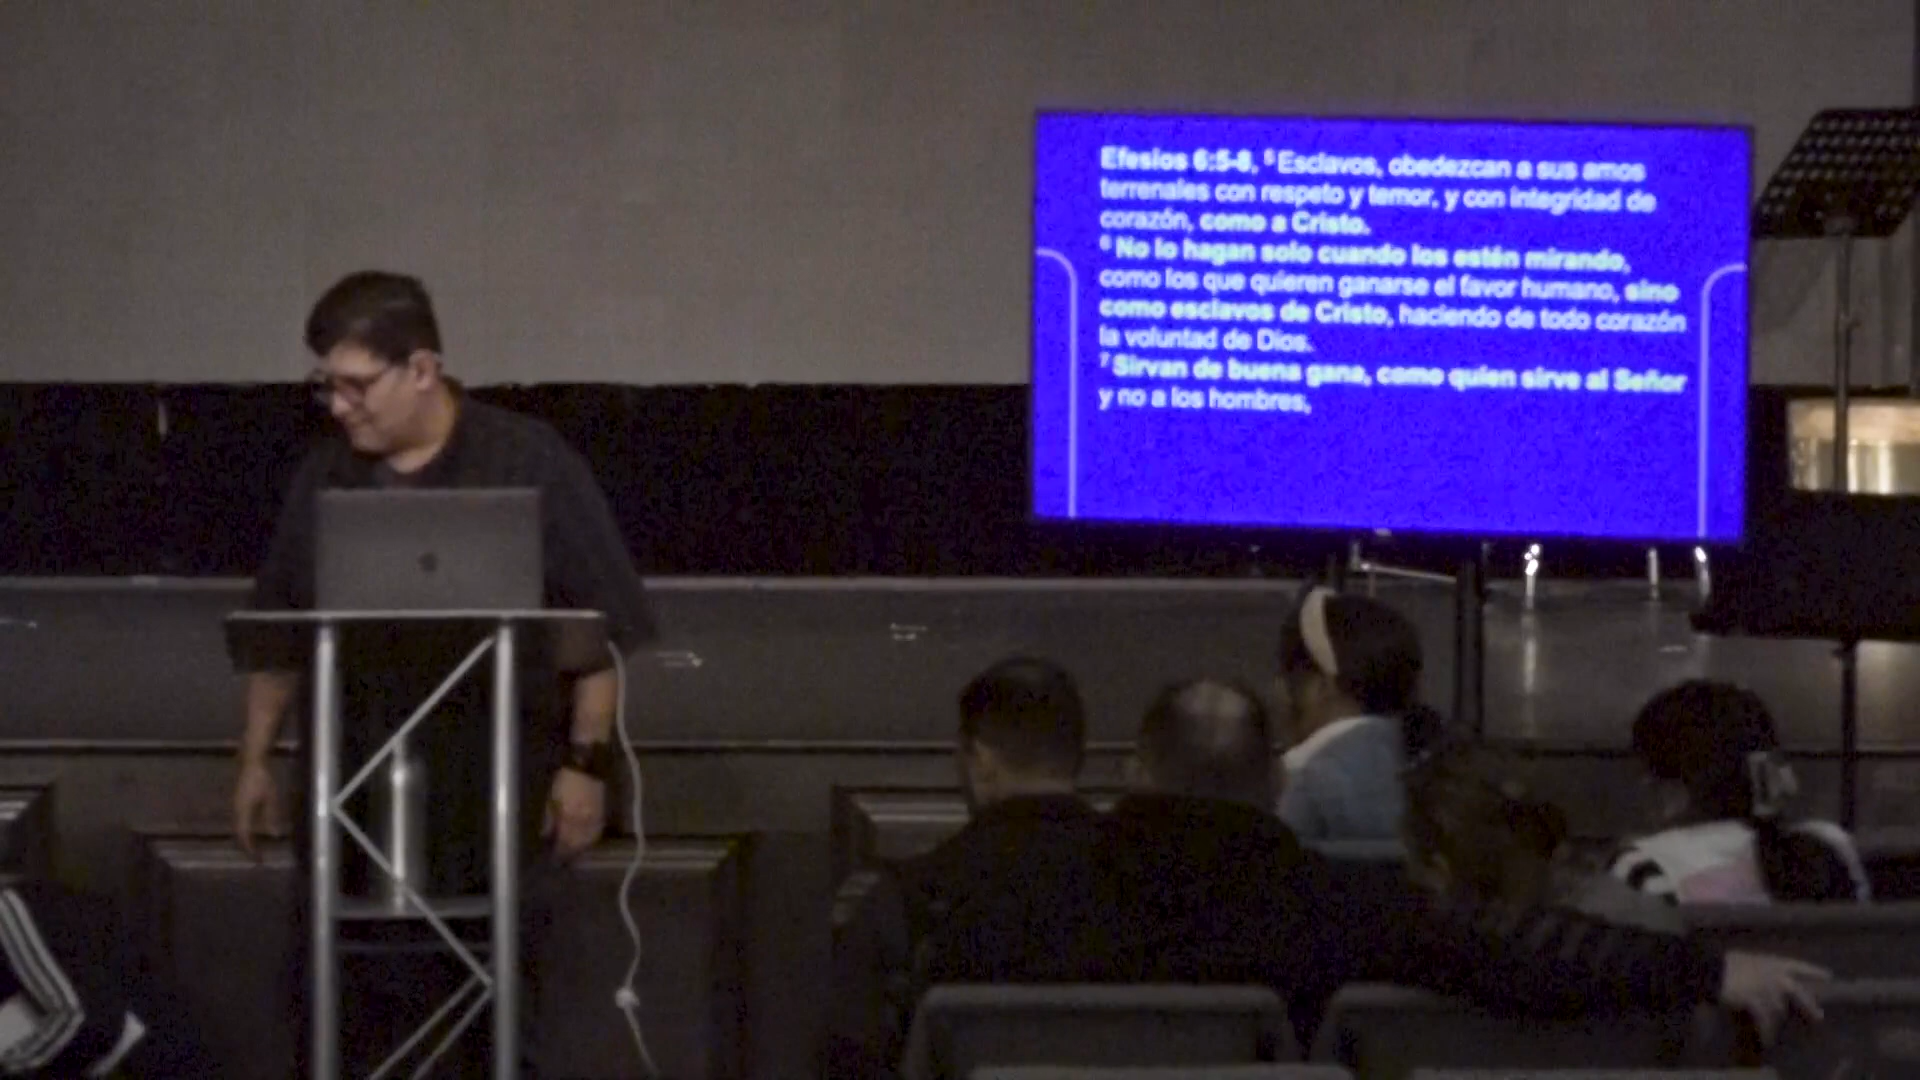 Efesios 6:5-8, ⁵ Esclavos, obedezcan a sus amos
terrenales con respeto y temor, y con integridad de
corazón, como a Cristo.
⁶ No lo hagan solo cuando los estén mirando,
como los que quieren ganarse el favor humano, sino
como esclavos de Cristo, haciendo de todo corazón
la voluntad de Dios.
⁷ Sirvan de buena gana, como quien sirve al Señor
y no a los hombres,